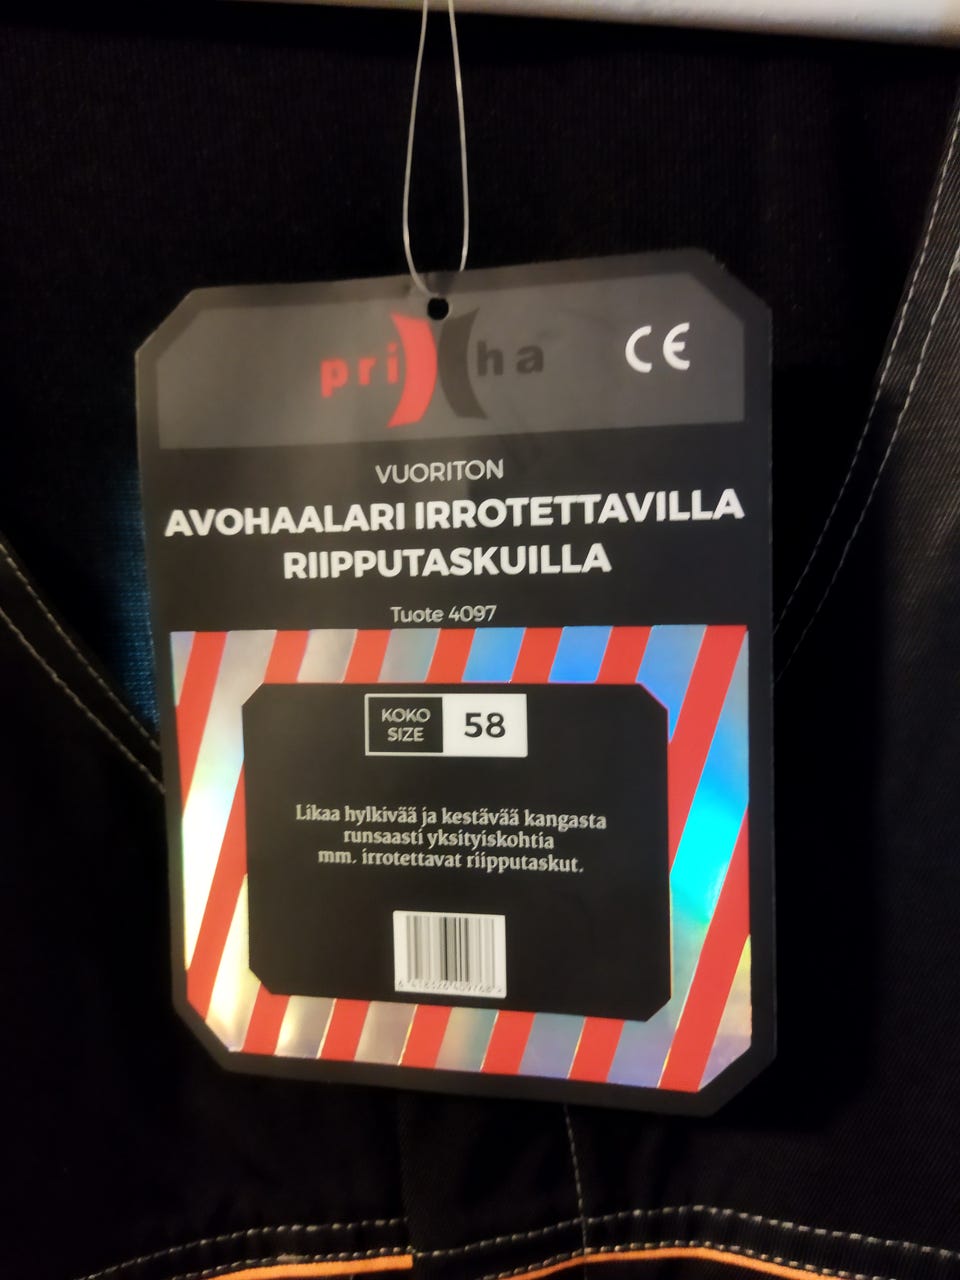 pri ha
CE
VUORITON
AVOHAALARI IRROTETTAVILLA
RIIPPUTASKUILLA
Tuote 4097
KOKO
SIZE
58
Likaa hylkivää ja kestävää kangasta
runsaasti yksityiskohtia
mm. irrotettavat riipputaskut.